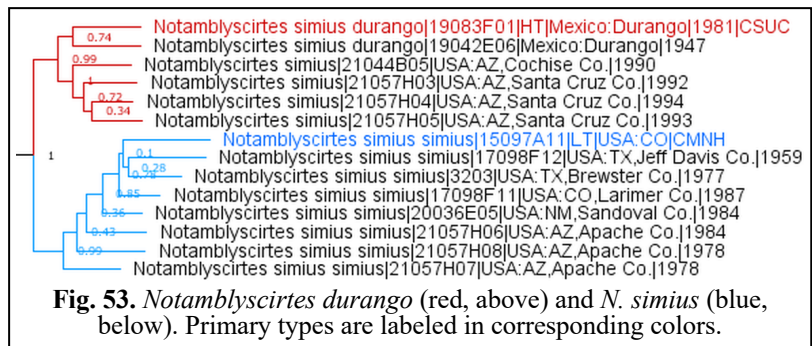 Notamblyscirtes simius durango|19083F01|HT|Mexico:Durango|1981|CSUC
0.74
Notamblyscirtes simius durango|19042E06|Mexico:Durango|1947
0.99
Notamblyscirtes simius|21044B05|USA:AZ,Cochise Co.|1990
1
Notamblyscirtes simius|21057H03|USA:AZ,Santa Cruz Co.|1992
0.72
Notamblyscirtes simius|21057H04|USA:AZ,Santa Cruz Co.|1994
0.34
Notamblyscirtes simius|21057H05|USA:AZ,Santa Cruz Co.|1993
Notamblyscirtes simius simius|15097A11|LT|USA:CO|CMNH
1
0.1
Notamblyscirtes simius simius|17098F12|USA:TX,Jeff Davis Co.|1959
0.28
Notamblyscirtes simius simius|3203|USA:TX,Brewster Co.|1977
0.85
Notamblyscirtes simius simius|17098F11|USA:CO,Larimer Co.|1987
0.36
Notamblyscirtes simius simius|20036E05|USA:NM,Sandoval Co.|1984
0.43
Notamblyscirtes simius simius|21057H06|USA:AZ,Apache Co.|1984
0.99
Notamblyscirtes simius simius|21057H08|USA:AZ,Apache Co.|1978
Notamblyscirtes simius simius|21057H07|USA:AZ,Apache Co.|1978
Fig. 53. Notamblyscirtes durango (red, above) and N. simius (blue,
below). Primary types are labeled in corresponding colors.